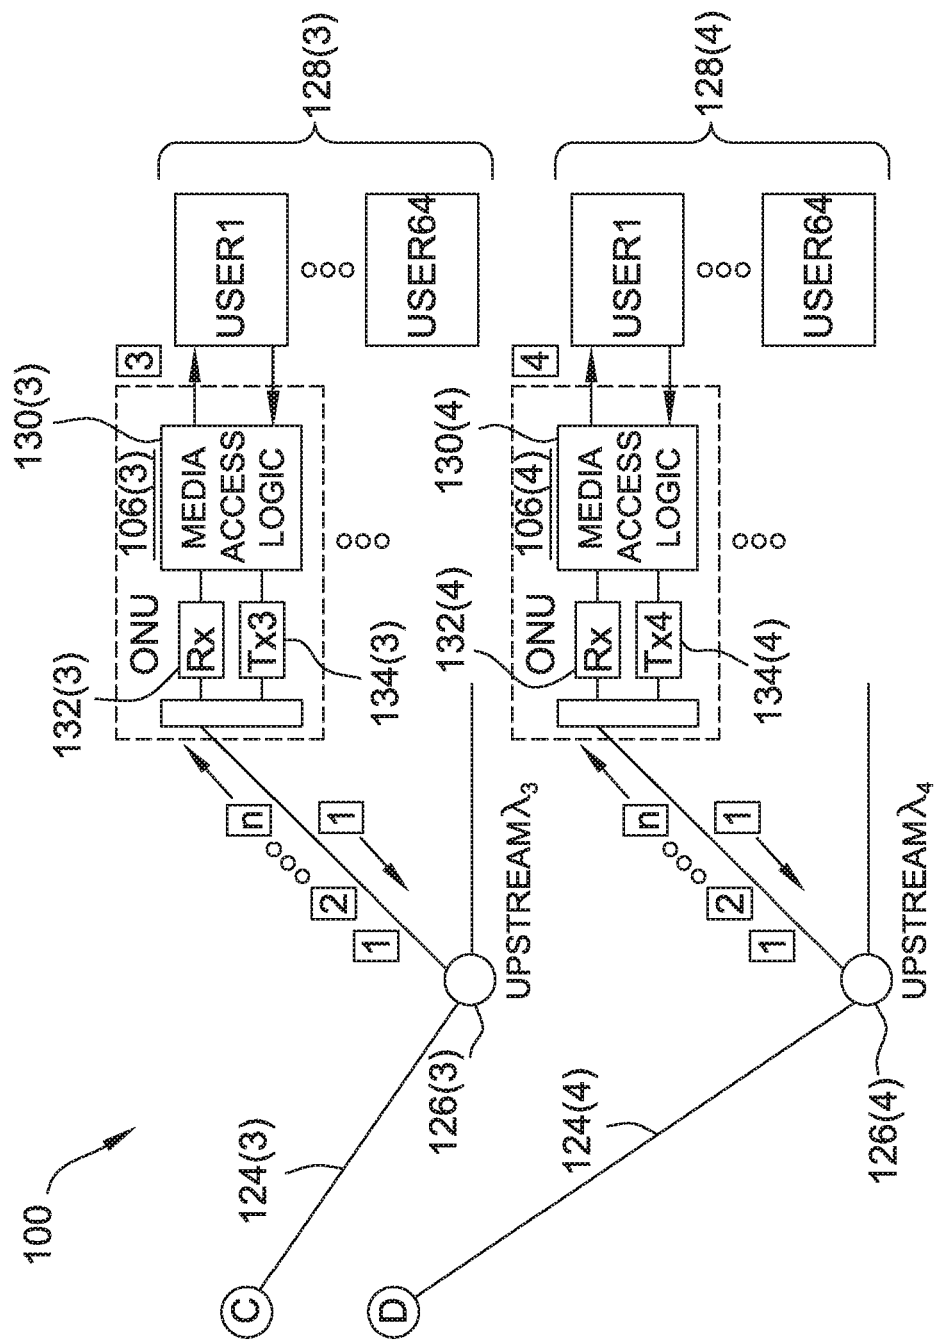 100
C
124(3)
126(3)
UPSTREAMλ3
1
2
n
1
132(3)
ONU
106(3)
130(3)
Rx
Tx3
134(3)
MEDIA
ACCESS
LOGIC
3
USER1
USER64
128(3)
D
124(4)
126(4)
UPSTREAMλ4
1
2
n
1
132(4)
ONU
106(4)
130(4)
Rx
Tx4
134(4)
MEDIA
ACCESS
LOGIC
4
USER1
USER64
128(4)